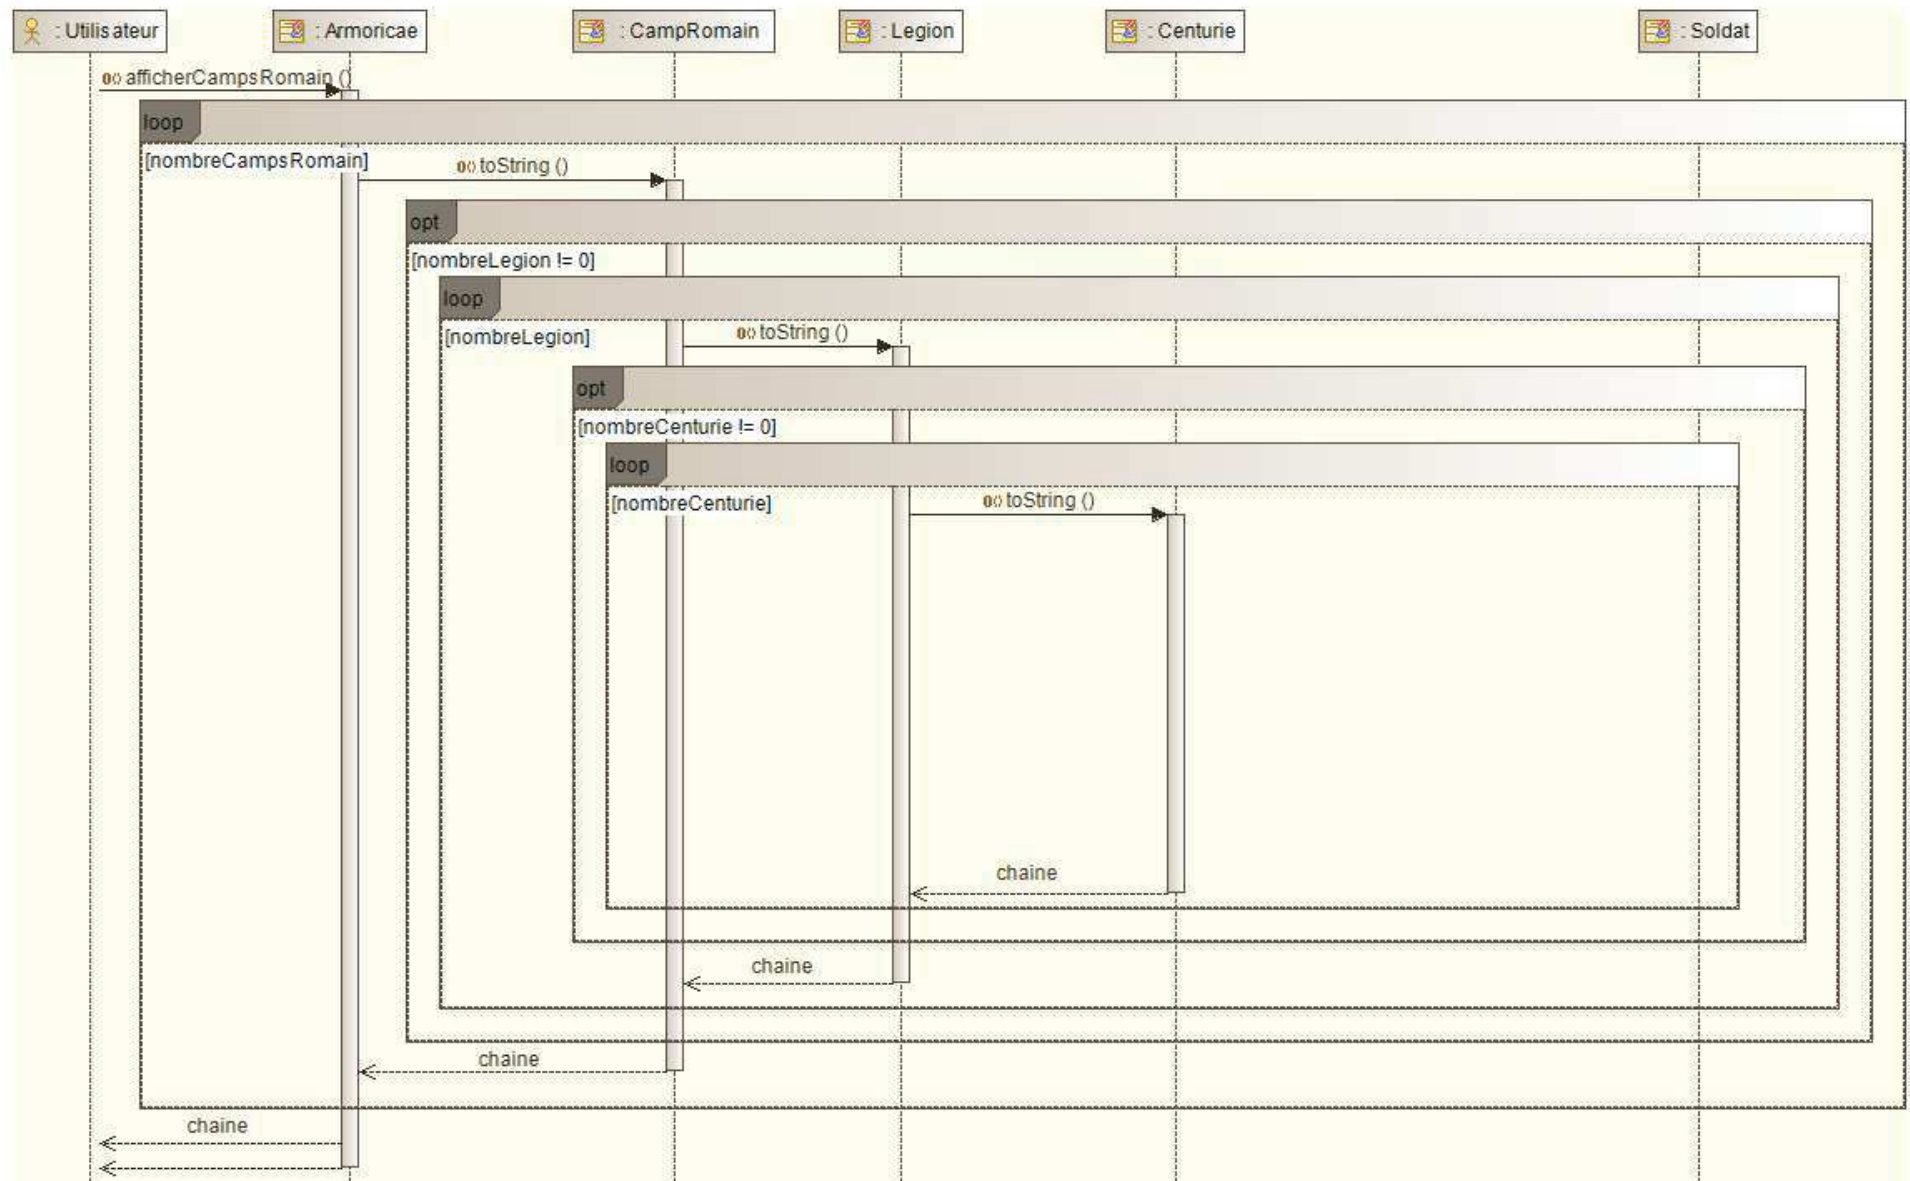 : Utilisateur
: Armoricae
: CampRomain
: Legion
: Centurie
: Soldat
afficherCampsRomain ()
loop
[nombreCampsRomain]
toString ()
opt
[nombreLegion != 0]
loop
[nombreLegion]
toString ()
opt
[nombreCenturie != 0]
loop
[nombreCenturie]
toString ()
chaine
chaine
chaine
chaine